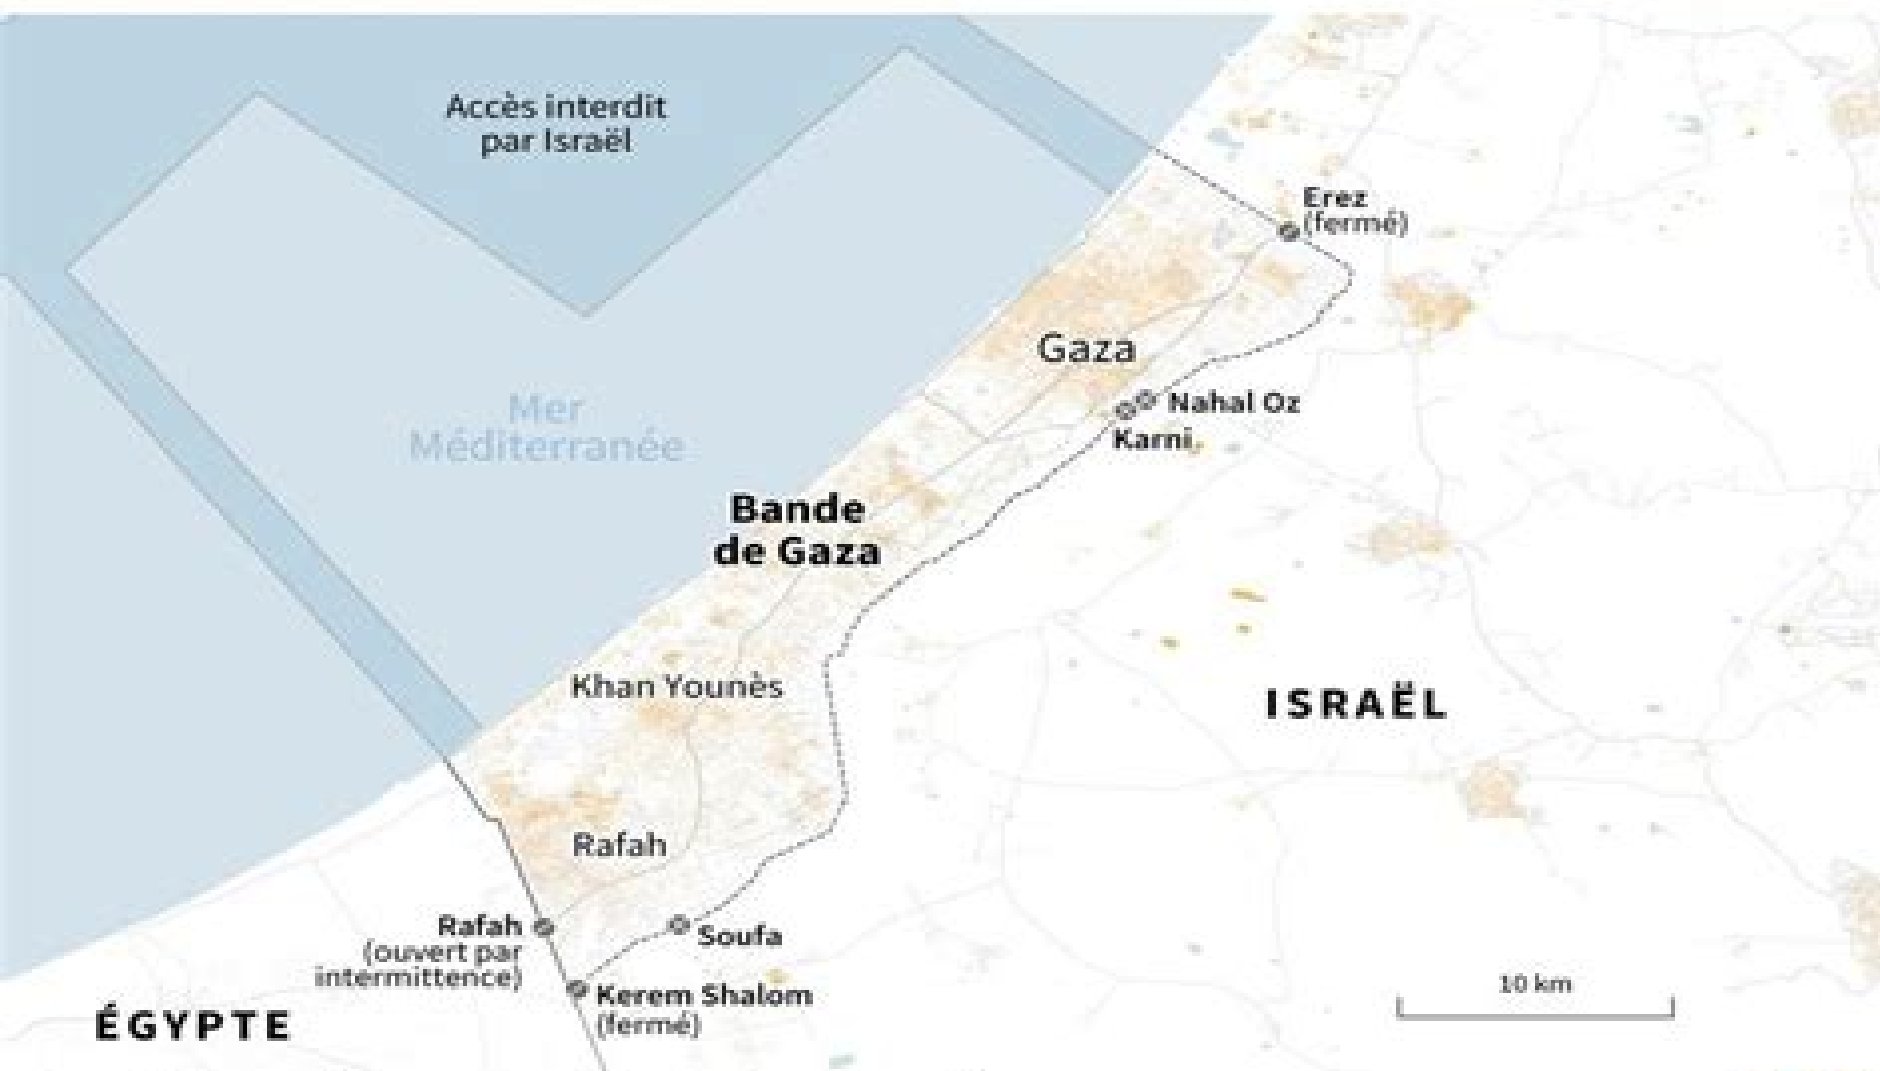 Accès interdit
par Israël
Erez
(fermé)
Gaza
Nahal Oz
Karni
Mer
Méditerranée
Bande
de Gaza
Khan Younès
ISRAËL
Rafah
Rafah
(ouvert par
intermittence)
Soufa
Kerem Shalom
(fermé)
10 km
ÉGYPTE